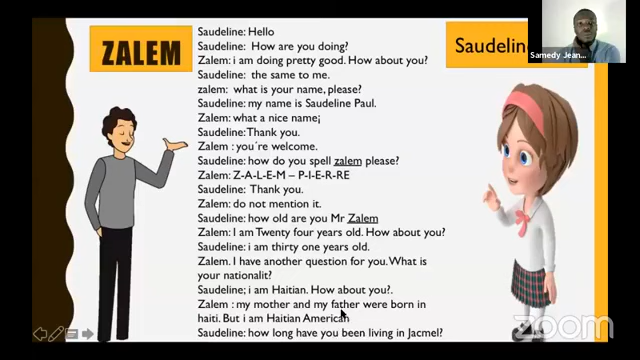 ZALEM
Saudeline: Hello
Saudeline: How are you doing?
Zalem: i am doing pretty good. How about you?
Saudeline: the same to me.
zalem: what is your name, please?
Saudeline: my name is Saudeline Paul.
Zalem: what a nice name¡
Saudeline: Thank you.
Zalem : you´re welcome.
Saudeline: how do you spell zalem please?
Zalem: Z-A-L-E-M – P-I-E-R-RE
Saudeline: Thank you.
Zalem: do not mention it.
Saudeline: how old are you Mr Zalem
Zalem: I am Twenty four years old. How about you?
Saudeline: i am thirty one years old.
Zalem. I have another question for you. What is
your nationalit?
Saudeline; i am Haitian. How about you?.
Zalem : my mother and my father were born in
haiti. But i am Haitian American
Saudeline: how long have you been living in Jacmel?
Saudelin
Samedy Jean...
zoom